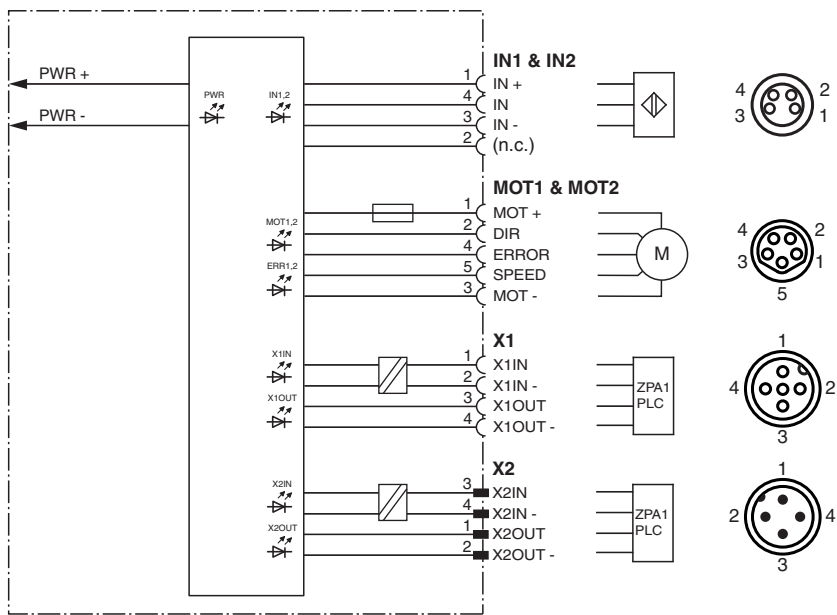 PWR +
PWR -
PWR
IN1,2
IN1 & IN2
1 IN +
4 IN
3 IN -
2 (n.c.)
4 2
3 1
MOT1 & MOT2
MOT1,2
ERR1,2
1 MOT +
2 DIR
4 ERROR
5 SPEED
3 MOT -
M
4 2
3 1
5
X1
X1IN
X1OUT
1 X1IN
2 X1IN -
3 X1OUT
4 X1OUT -
ZPA1
PLC
1
4 2
3
X2
X2IN
X2OUT
3 X2IN
4 X2IN -
1 X2OUT
2 X2OUT -
ZPA1
PLC
1
2 4
3